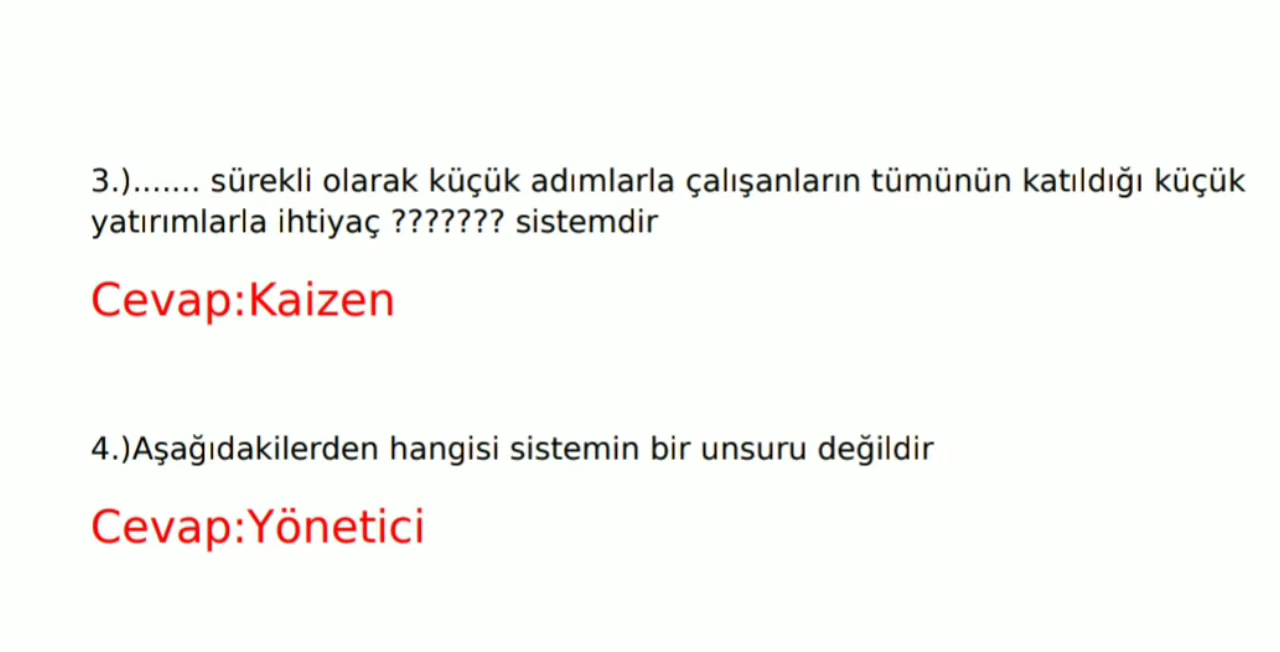 3.)....... sürekli olarak küçük adımlarla çalışanların tümünün katıldığı küçük
yatırımlarla ihtiyaç ??????? sistemdir
Cevap:Kaizen
4.)Aşağıdakilerden hangisi sistemin bir unsuru değildir
Cevap:Yönetici